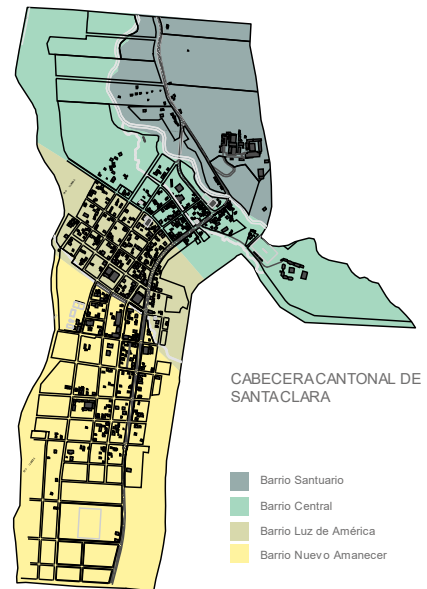 CABECERA CANTONAL DE
SANTA CLARA
Barrio Santuario
Barrio Central
Barrio Luz de América
Barrio Nuevo Amanecer